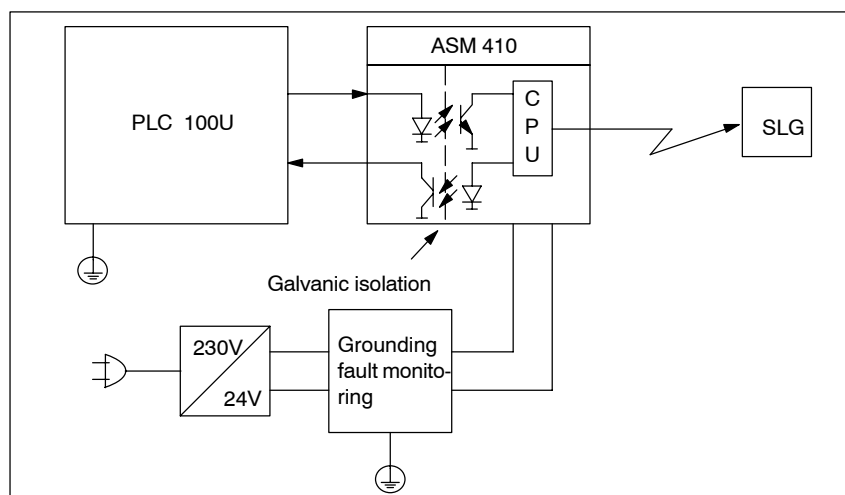 ASM 410
PLC 100U
C
P
U
SLG
Galvanic isolation
230V
24V
Grounding
fault monito-
ring